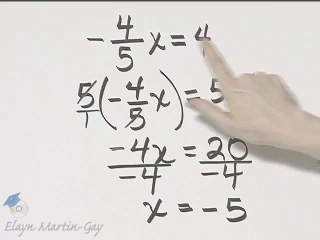 -4/5 x = 4
5/1 (-4/5 x) = 5
-4x/-4 = 20/-4
x = -5
Elayn Martin-Gay